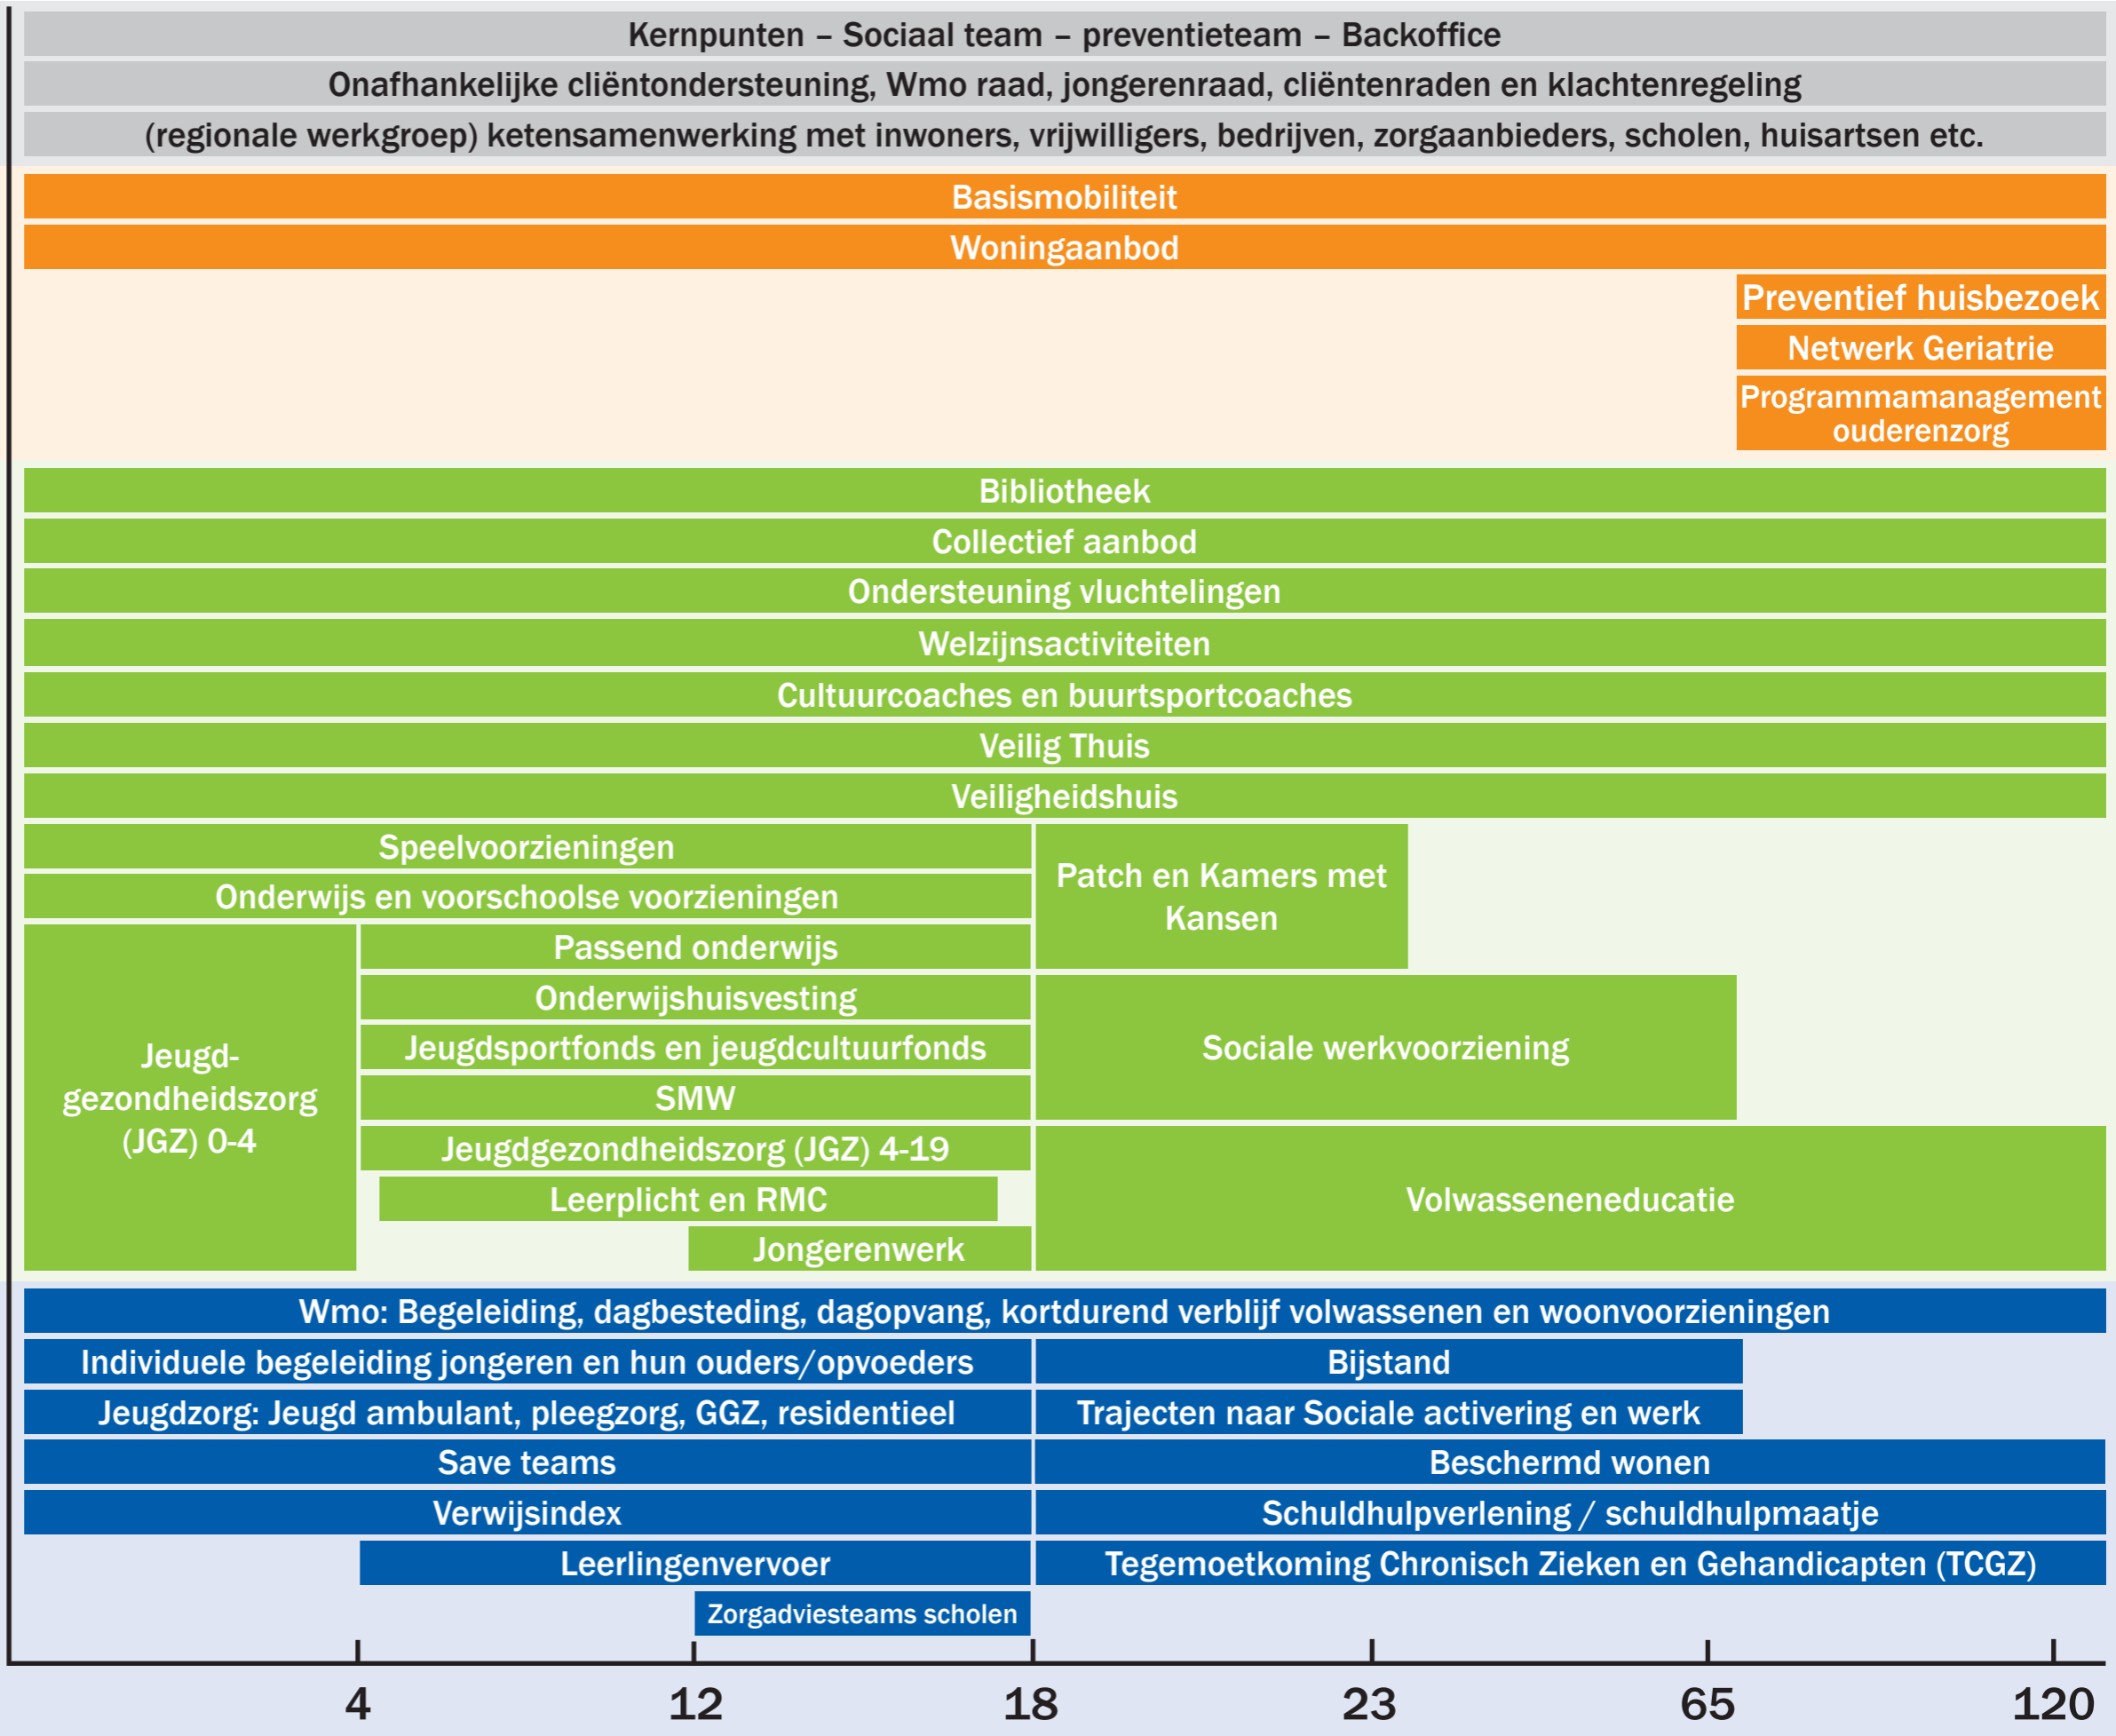 Kernpunten – Sociaal team – preventieteam – Backoffice
Onafhankelijke cliëntondersteuning, Wmo raad, jongerenraad, cliëntenraden en klachtenregeling
(regionale werkgroep) ketensamenwerking met inwoners, vrijwilligers, bedrijven, zorgaanbieders, scholen, huisartsen etc.
Basismobiliteit
Woningaanbod
Preventief huisbezoek
Netwerk Geriatrie
Programmamanagement
ouderenzorg
Bibliotheek
Collectief aanbod
Ondersteuning vluchtelingen
Welzijnsactiviteiten
Cultuurcoaches en buurtsportcoaches
Veilig Thuis
Veiligheidshuis
Speelvoorzieningen
Onderwijs en voorschoolse voorzieningen
Patch en Kamers met
Kansen
Jeugd-
gezondheidszorg
(JGZ) 0-4
Passend onderwijs
Onderwijshuisvesting
Jeugdsportfonds en jeugdcultuurfonds
SMW
Jeugdgezondheidszorg (JGZ) 4-19
Leerplicht en RMC
Jongerenwerk
Sociale werkvoorziening
Volwasseneneducatie
Wmo: Begeleiding, dagbesteding, dagopvang, kortdurend verblijf volwassenen en woonvoorzieningen
Individuele begeleiding jongeren en hun ouders/opvoeders
Bijstand
Jeugdzorg: Jeugd ambulant, pleegzorg, GGZ, residentieel
Trajecten naar Sociale activering en werk
Save teams
Beschermd wonen
Verwijsindex
Schuldhulpverlening / schuldhulpmaatje
Leerlingenvervoer
Tegemoetkoming Chronisch Zieken en Gehandicapten (TCGZ)
Zorgadviesteams scholen
4 12 18 23 65 120